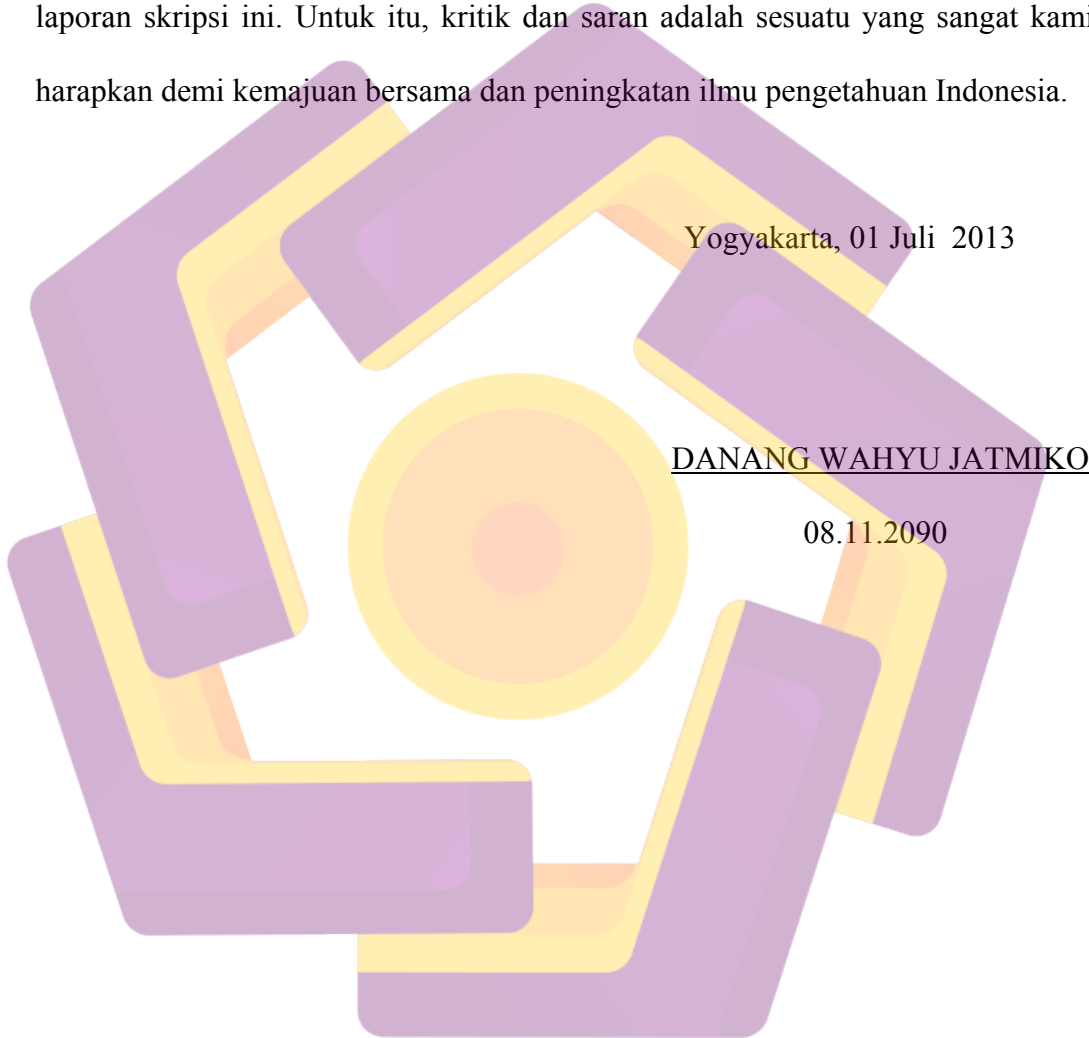 laporan skripsi ini. Untuk itu, kritik dan saran adalah sesuatu yang sangat kami
harapkan demi kemajuan bersama dan peningkatan ilmu pengetahuan Indonesia.
Yogyakarta, 01 Juli  2013
DANANG WAHYU JATMIKO
08.11.2090